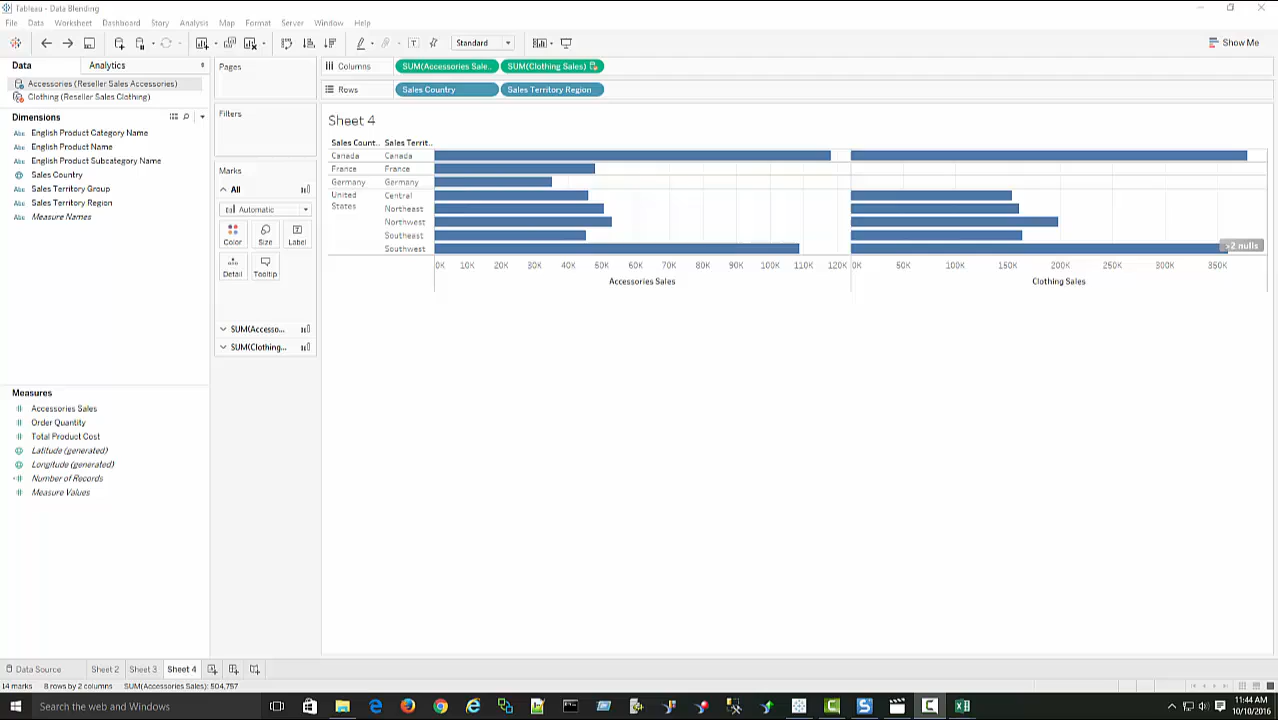 Tableau - Data Blending
File Data Worksheet Dashboard Story Analysis Map Format Server Window Help
Standard
Show Me
Data Analytics
Accessories (Reseller Sales Accessories)
Clothing (Reseller Sales Clothing)
Dimensions
English Product Category Name
English Product Name
English Product Subcategory Name
Sales Country
Sales Territory Group
Sales Territory Region
Measure Names
Measures
Accessories Sales
Order Quantity
Total Product Cost
Latitude (generated)
Longitude (generated)
Number of Records
Measure Values
Pages
Filters
Marks
All
Automatic
Color Size Label
Detail Tooltip
SUM(Accesso...
SUM(Clothing...
Columns SUM(Accessories Sale.. SUM(Clothing Sales)
Rows Sales Country Sales Territory Region
Sheet 4
Sales Count.. Sales Territ..
Canada Canada
France France
Germany Germany
United States Central
Northeast
Northwest
Southeast
Southwest
>2 nulls
0K 10K 20K 30K 40K 50K 60K 70K 80K 90K 100K 110K 120K 0K 50K 100K 150K 200K 250K 300K 350K
Accessories Sales Clothing Sales
Data Source Sheet 2 Sheet 3 Sheet 4
14 marks 8 rows by 2 columns SUM(Accessories Sales): 504,757
Search the web and Windows
11:44 AM
10/10/2016